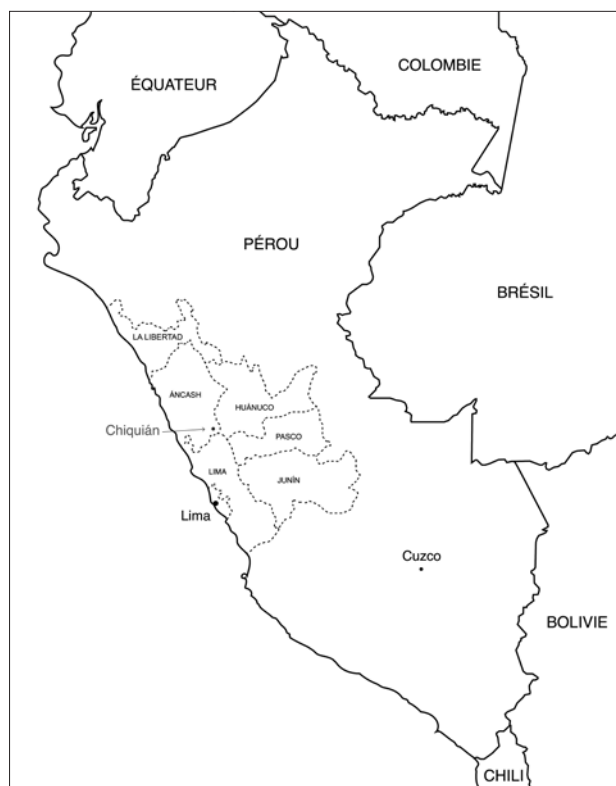 COLOMBIE
ÉQUATEUR
PÉROU
BRÉSIL
LA LIBERTAD
ÁNCASH
HUÁNUCO
Chiquián
PASCO
LIMA
JUNÍN
Lima
Cuzco
BOLIVIE
CHILI